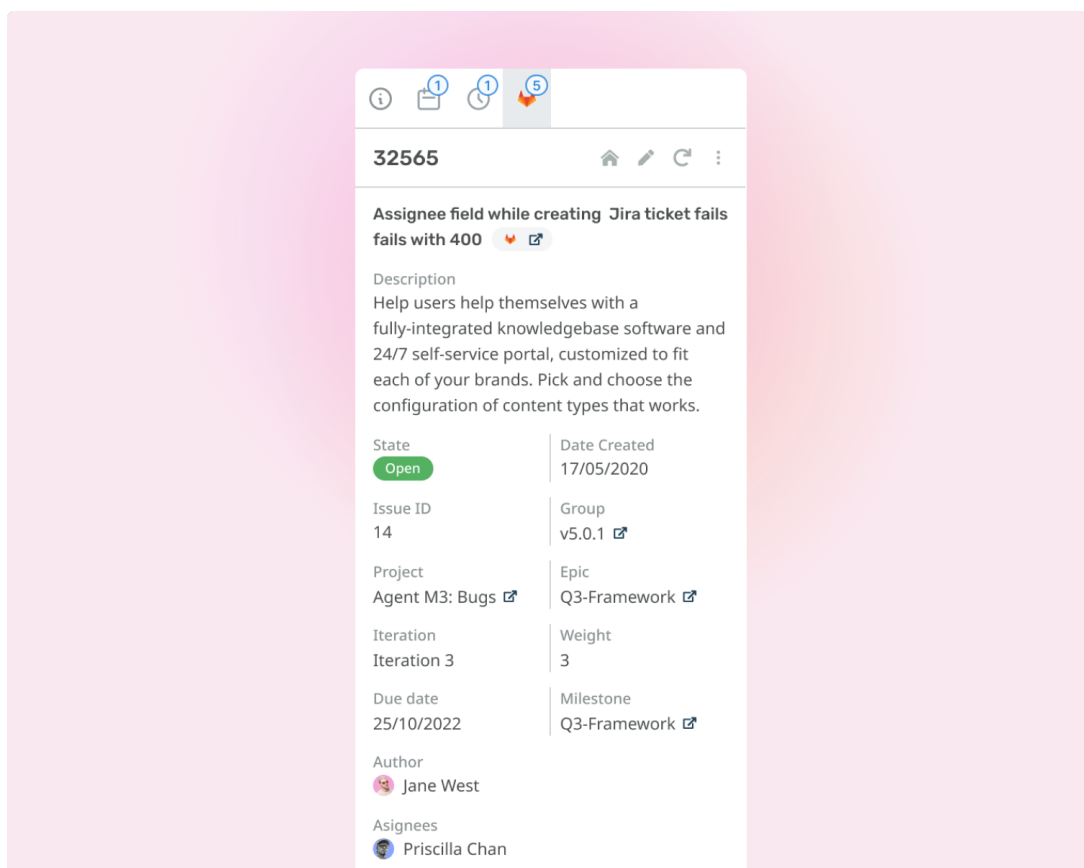 1 1 5
32565
Assignee field while creating  Jira ticket fails
fails with 400
Description
Help users help themselves with a
fully-integrated knowledgebase software and
24/7 self-service portal, customized to fit
each of your brands. Pick and choose the
configuration of content types that works.
State Date Created
Open 17/05/2020
Issue ID Group
14 v5.0.1
Project Epic
Agent M3: Bugs Q3-Framework
Iteration Weight
Iteration 3 3
Due date Milestone
25/10/2022 Q3-Framework
Author
Jane West
Asignees
Priscilla Chan